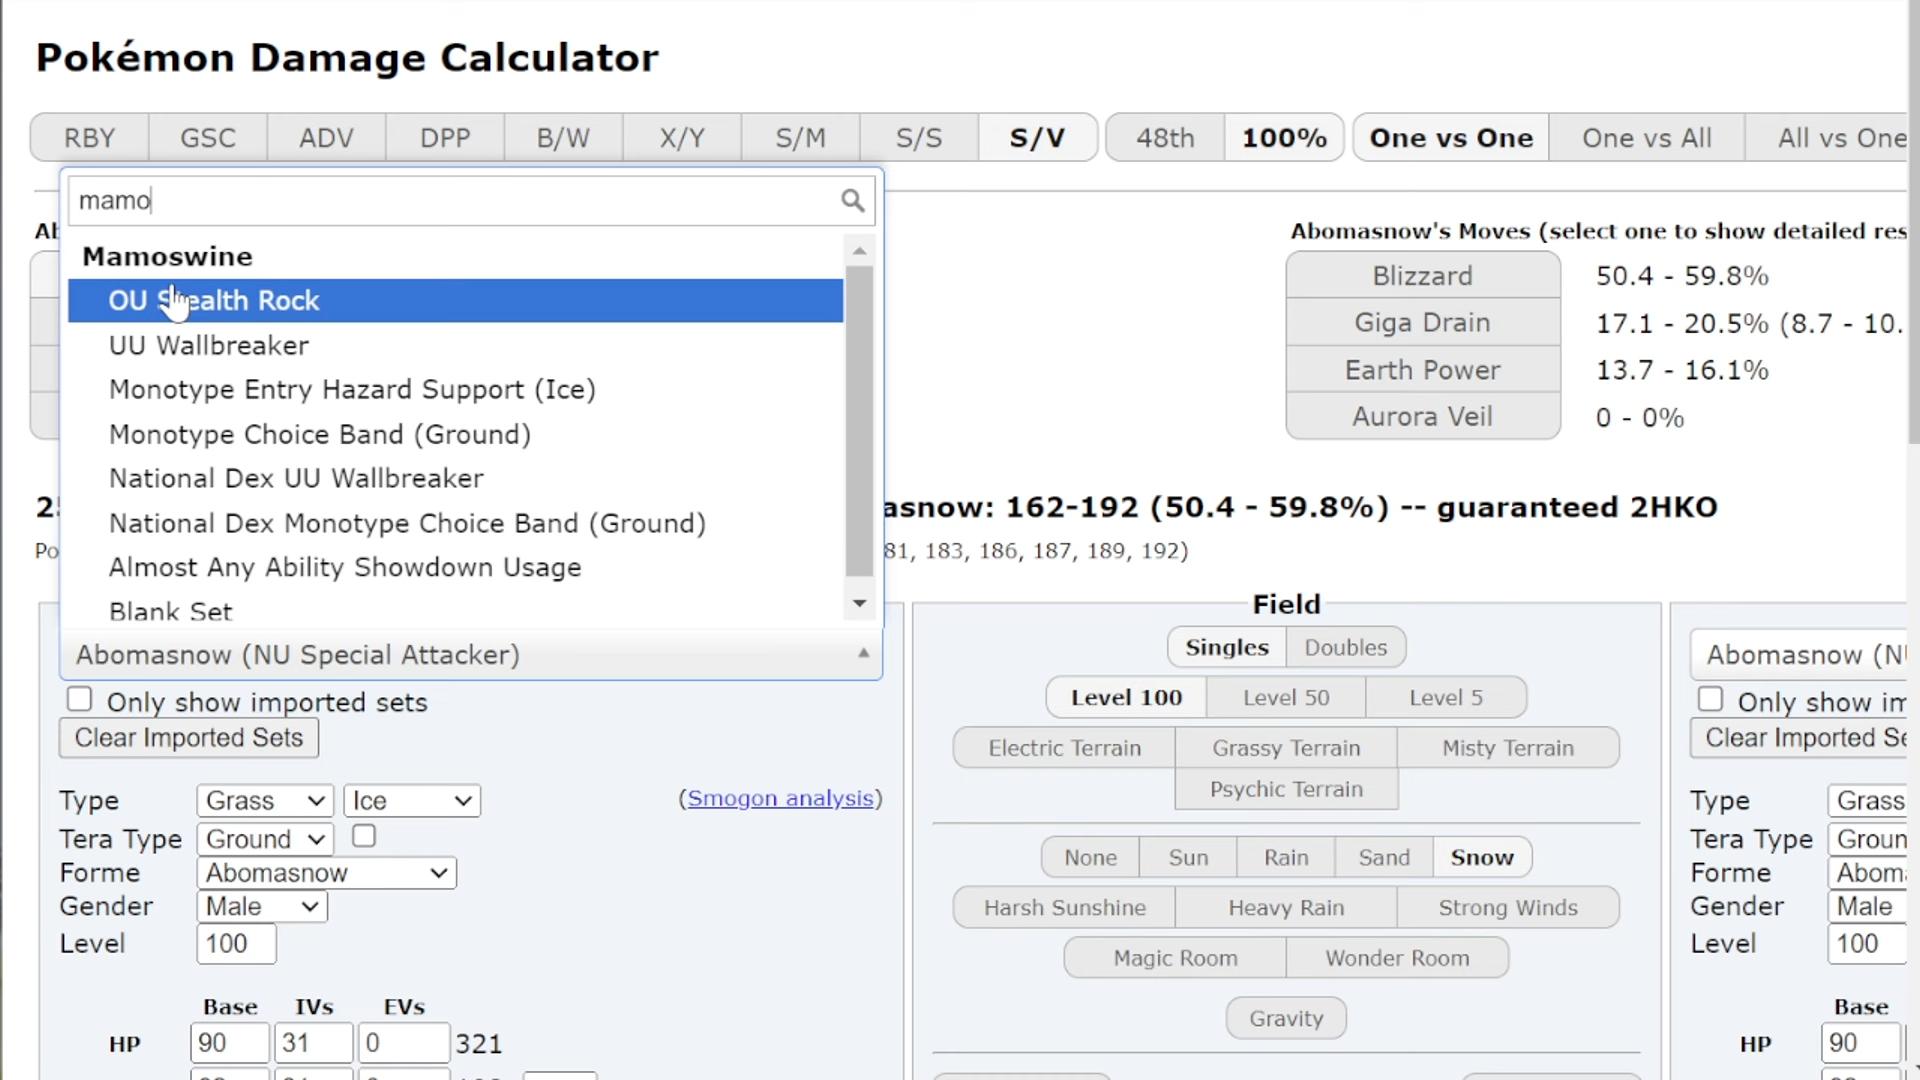 Pokémon Damage Calculator
RBY GSC ADV DPP B/W X/Y S/M S/S S/V 48th 100% One vs One One vs All All vs One
mamo
Mamoswine
OU Stealth Rock
UU Wallbreaker
Monotype Entry Hazard Support (Ice)
Monotype Choice Band (Ground)
National Dex UU Wallbreaker
National Dex Monotype Choice Band (Ground)
Almost Any Ability Showdown Usage
Blank Set
Abomasnow (NU Special Attacker)
Ab
Abomasnow's Moves (select one to show detailed res
Blizzard 50.4 - 59.8%
Giga Drain 17.1 - 20.5% (8.7 - 10.
Earth Power 13.7 - 16.1%
Aurora Veil 0 - 0%
asnow: 162-192 (50.4 - 59.8%) -- guaranteed 2HKO
Po 81, 183, 186, 187, 189, 192)
Only show imported sets
Clear Imported Sets
Type Grass Ice (Smogon analysis)
Tera Type Ground
Forme Abomasnow
Gender Male
Level 100
Base IVs EVs
HP 90 31 0 321
Field
Singles Doubles
Level 100 Level 50 Level 5
Electric Terrain Grassy Terrain Misty Terrain
Psychic Terrain
None Sun Rain Sand Snow
Harsh Sunshine Heavy Rain Strong Winds
Magic Room Wonder Room
Gravity
Abomasnow (N
Only show im
Clear Imported Se
Type Grass
Tera Type Groun
Forme Abom
Gender Male
Level 100
Base
HP 90